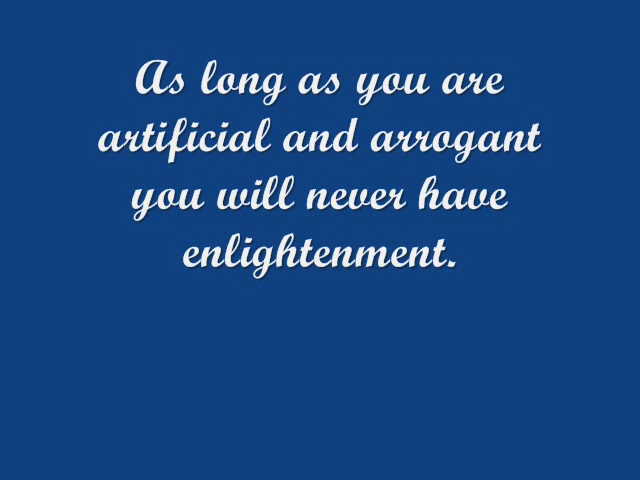 As long as you are
artificial and arrogant
you will never have
enlightenment.